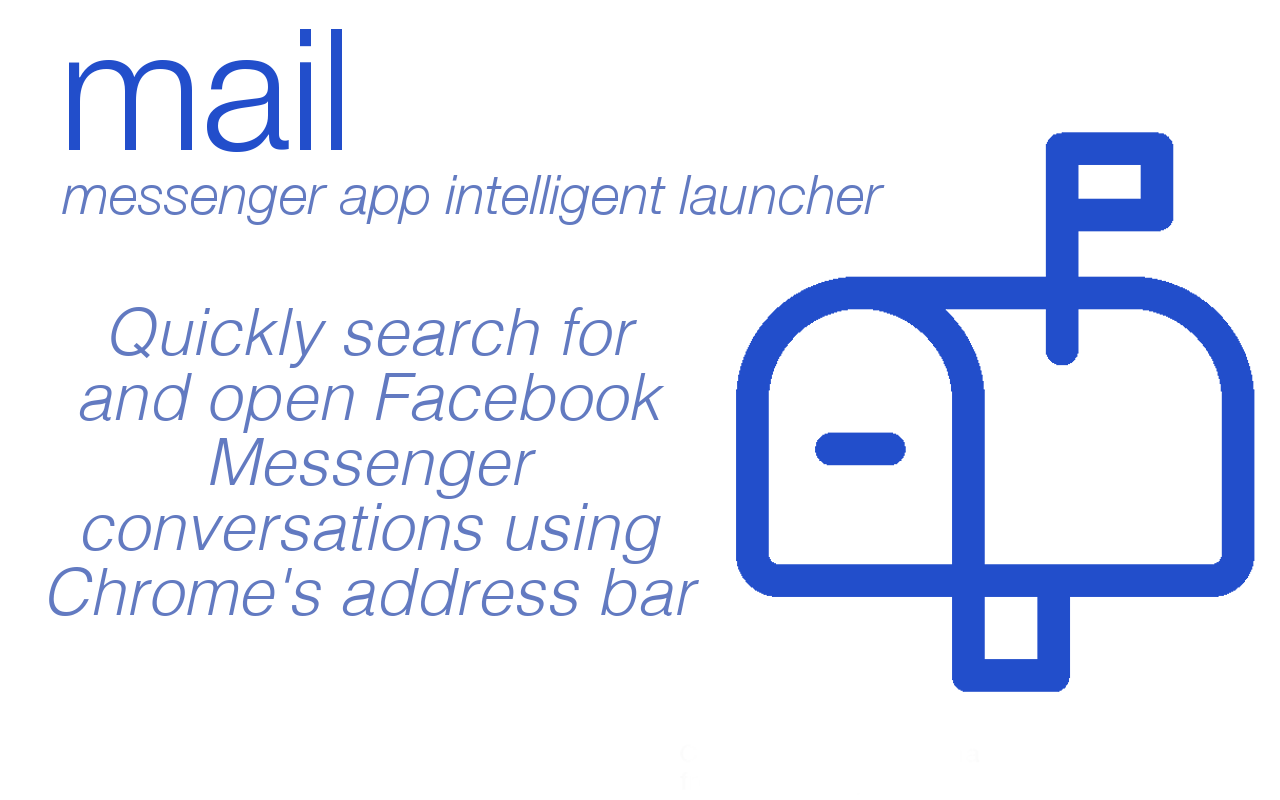 mail
messenger app intelligent launcher
Quickly search for
and open Facebook
Messenger
conversations using
Chrome's address bar